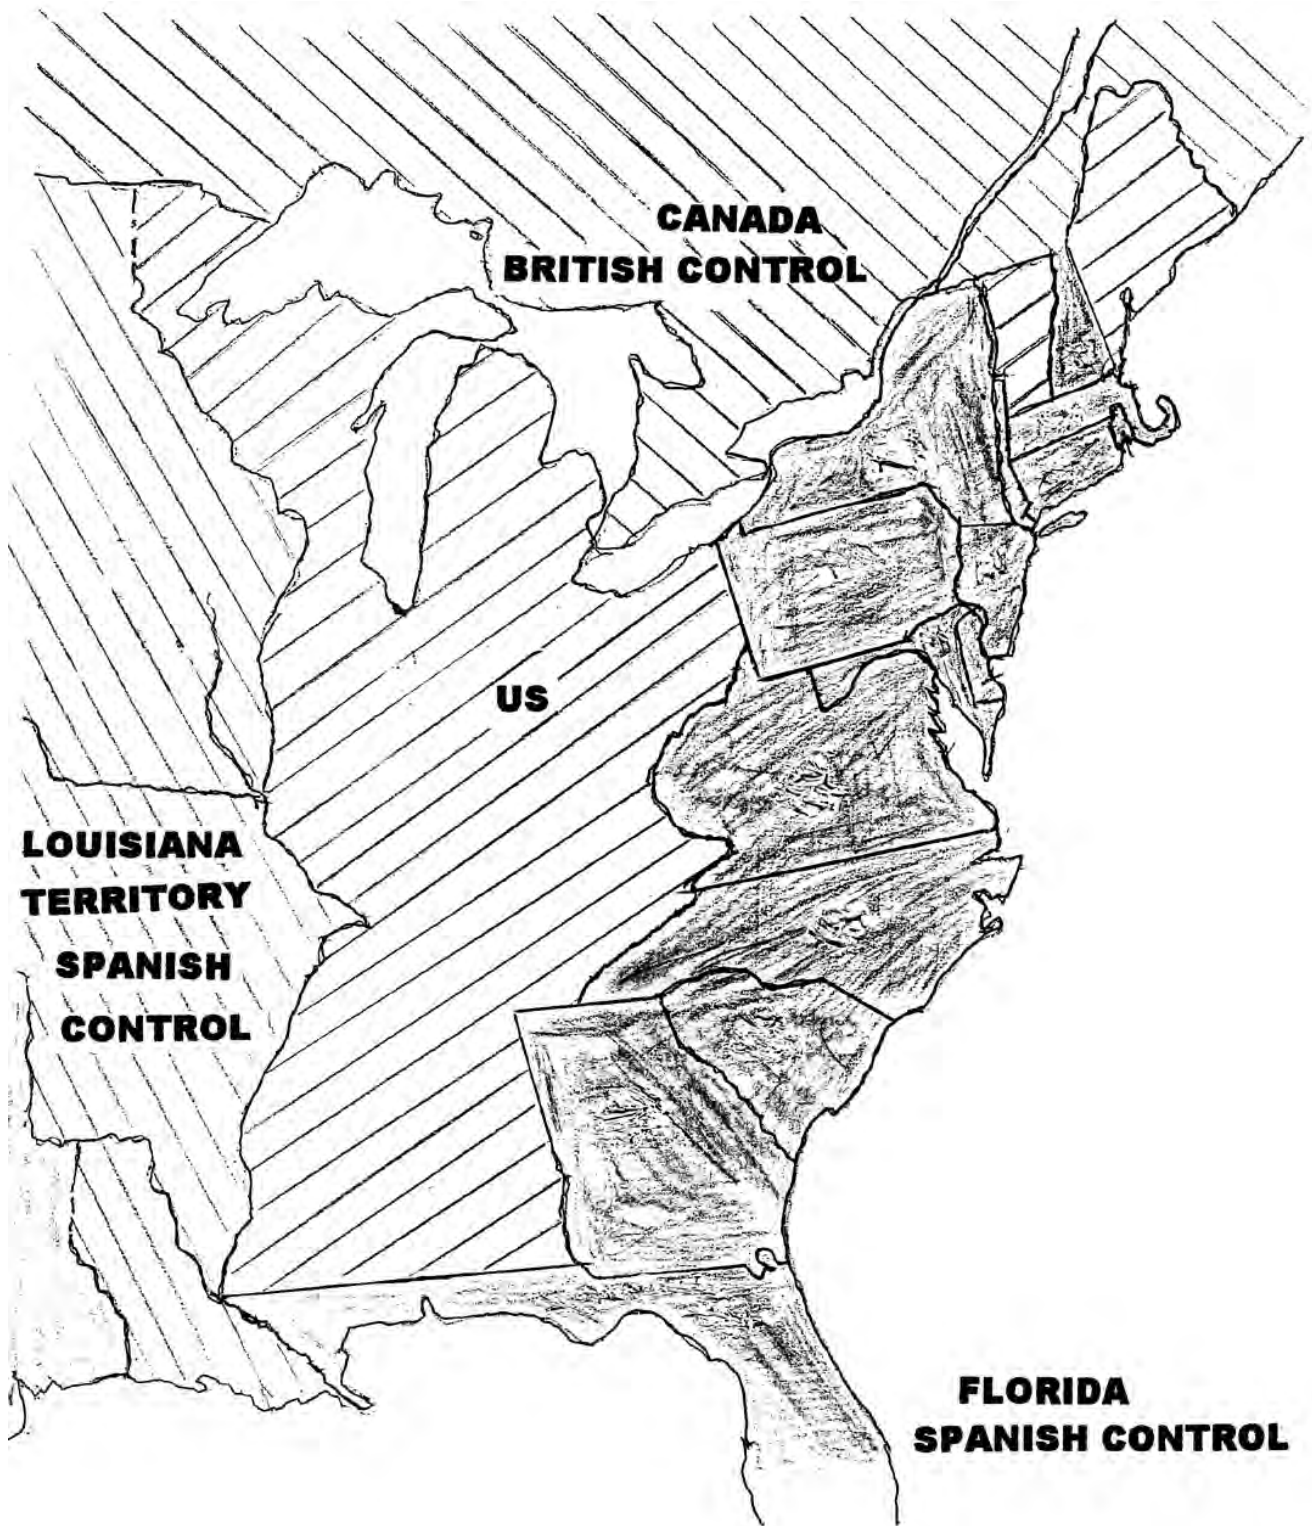 CANADA
BRITISH CONTROL
US
LOUISIANA
TERRITORY
SPANISH
CONTROL
FLORIDA
SPANISH CONTROL